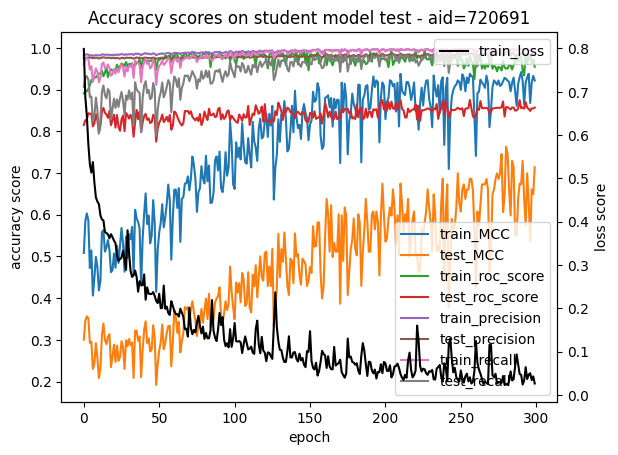 Accuracy scores on student model test - aid=720691
train_loss
1.0
0.9
0.8
0.7
0.6
0.5
0.4
0.3
0.2
accuracy score
0.8
0.7
0.6
0.5
0.4
0.3
0.2
0.1
0.0
loss score
train_MCC
test_MCC
train_roc_score
test_roc_score
train_precision
test_precision
train_recall
test_recall
0
50
100
150
200
250
300
epoch